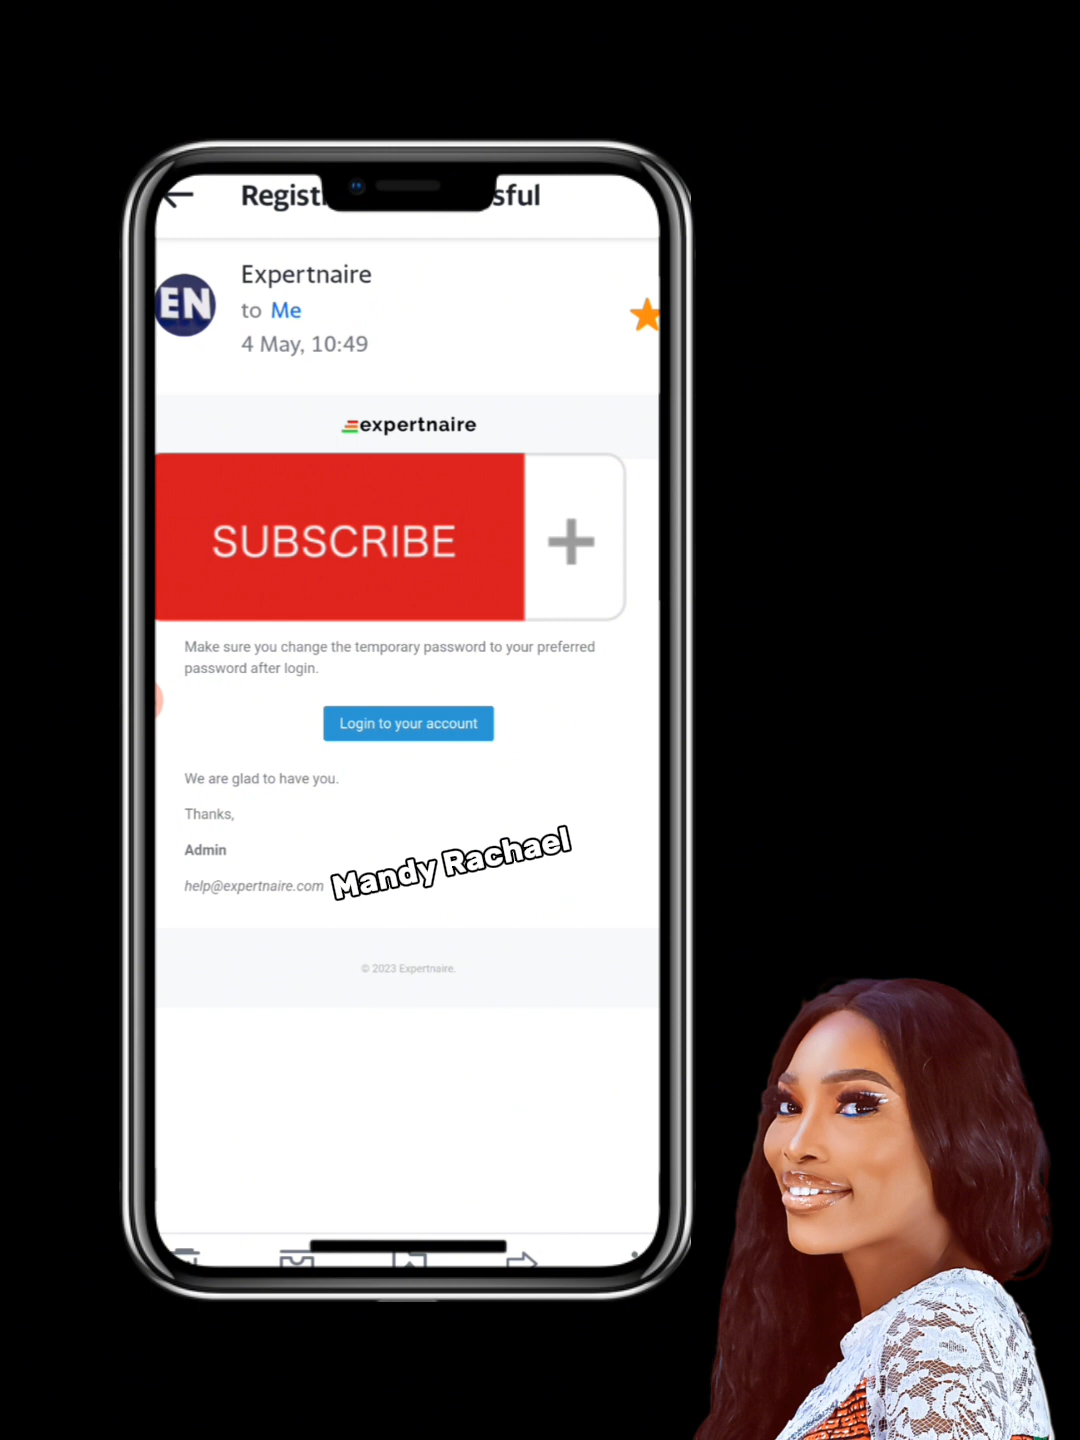 Regist sful
EN
Expertnaire
to Me
4 May, 10:49
expertnaire
SUBSCRIBE
+
Make sure you change the temporary password to your preferred
password after login.
Login to your account
We are glad to have you.
Thanks,
Admin
help@expertnaire.com
Mandy Rachael
© 2023 Expertnaire.